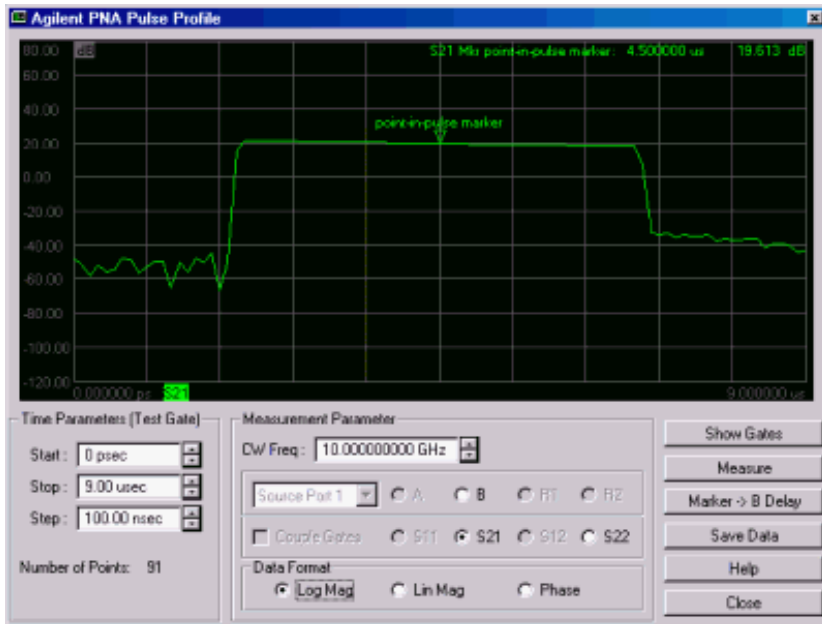 Agilent PNA Pulse Profile
80.00 dB S21 Mkr point-in-pulse marker: 4.500000 us 19.613 dB
60.00
40.00
point-in-pulse marker
20.00
0.00
-20.00
-40.00
-60.00
-80.00
-100.00
-120.00
0.000000 ps S21 9.000000 us
Time Parameters (Test Gate)
Start : 0 psec
Stop : 9.00 usec
Step : 100.00 nsec
Number of Points: 91
Measurement Parameter
CW Freq : 10.000000000 GHz
Source Port 1 A B R1 R2
Couple Gates S11 S21 S12 S22
Data Format
Log Mag Lin Mag Phase
Show Gates
Measure
Marker -> B Delay
Save Data
Help
Close